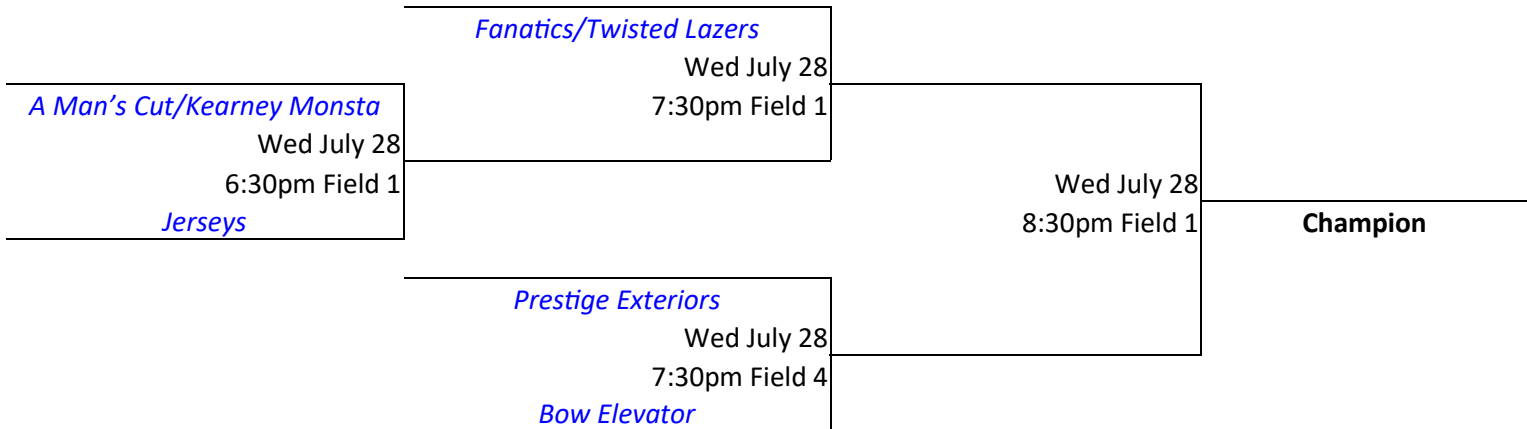 Fanatics/Twisted Lazers
Wed July 28
7:30pm Field 1
A Man's Cut/Kearney Monsta
Wed July 28
6:30pm Field 1
Jerseys
Wed July 28
8:30pm Field 1
Champion
Prestige Exteriors
Wed July 28
7:30pm Field 4
Bow Elevator